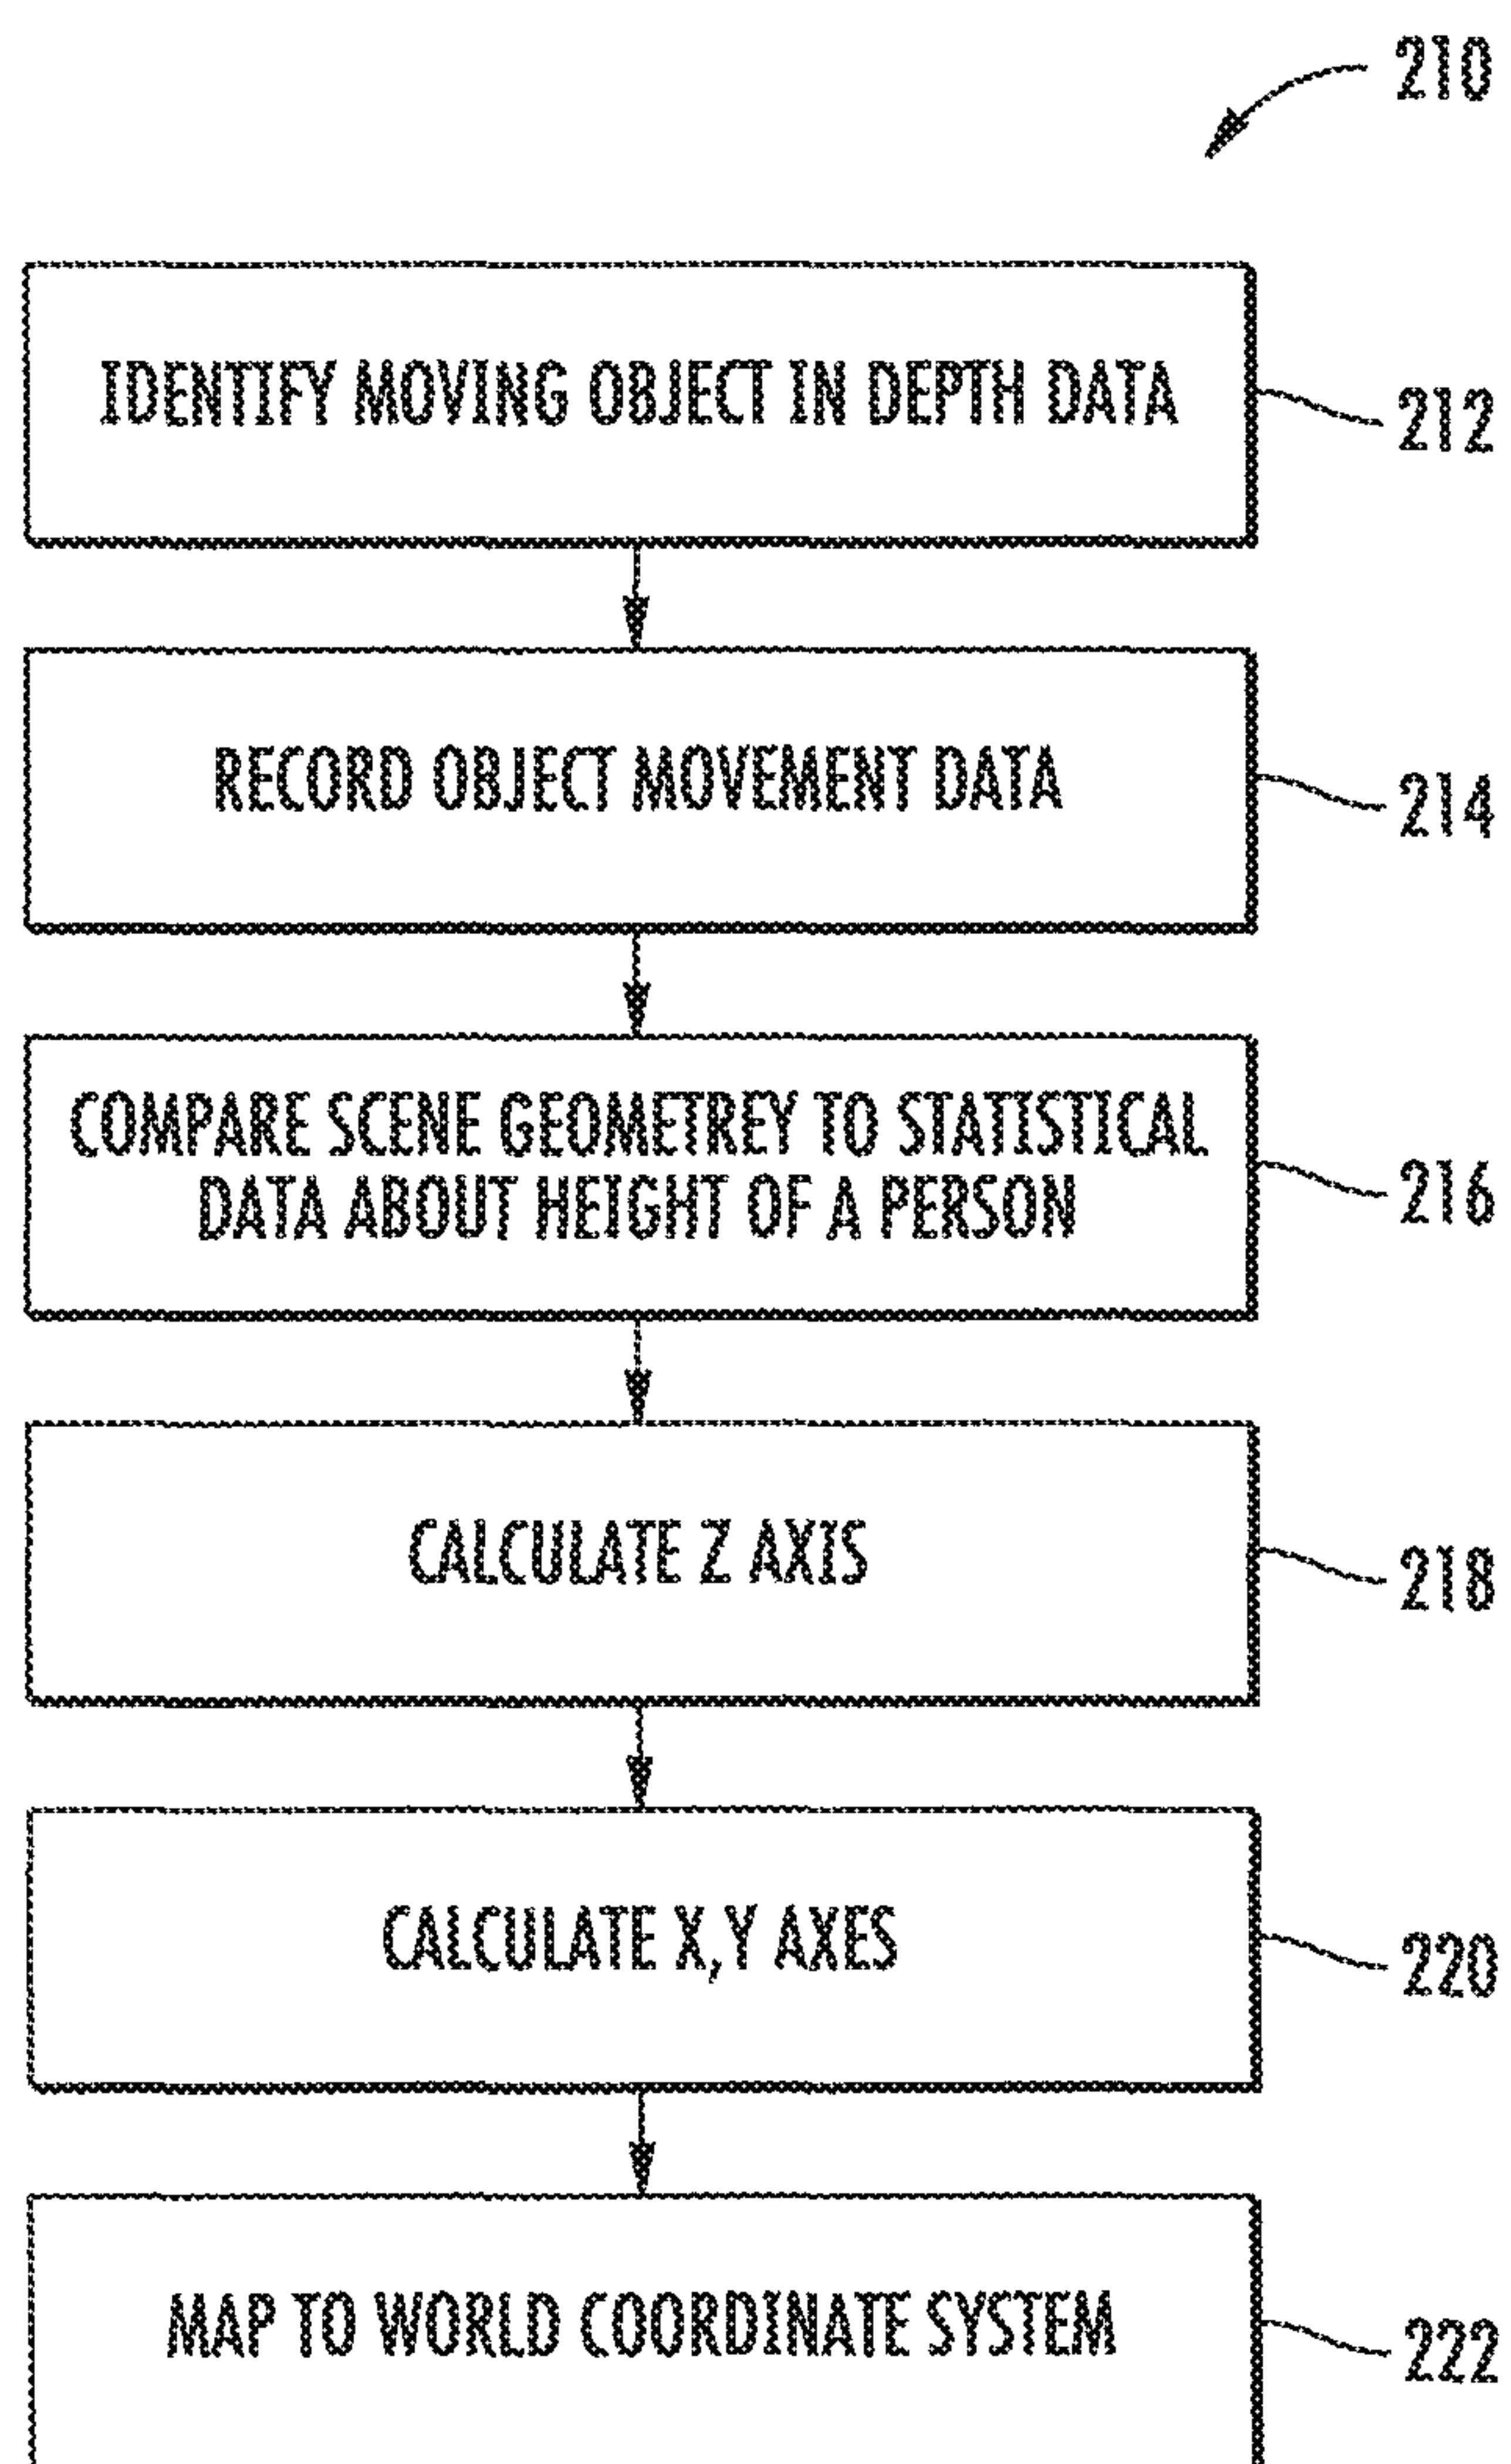 210
IDENTIFY MOVING OBJECT IN DEPTH DATA
212
RECORD OBJECT MOVEMENT DATA
214
COMPARE SCENE GEOMETREY TO STATISTICAL
DATA ABOUT HEIGHT OF A PERSON
216
CALCULATE Z AXIS
218
CALCULATE X,Y AXES
220
MAP TO WORLD COORDINATE SYSTEM
222